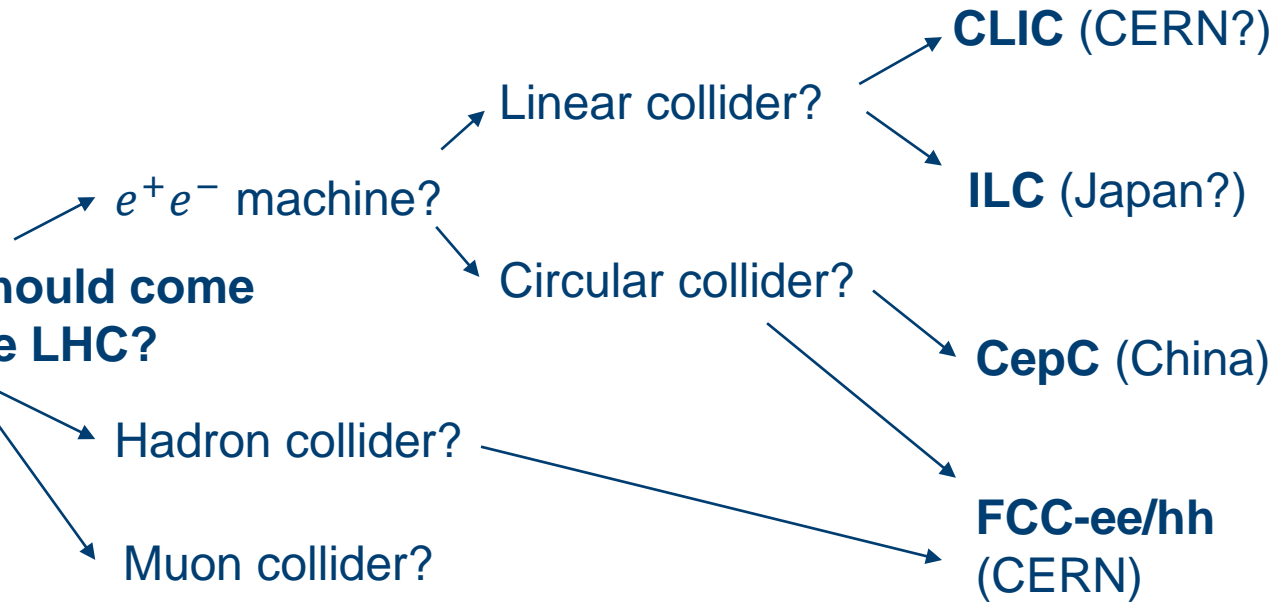 CLIC (CERN?)
Linear collider?
ILC (Japan?)
e⁺e⁻ machine?
Circular collider?
should come
LHC?
CepC (China)
Hadron collider?
FCC-ee/hh
(CERN)
Muon collider?